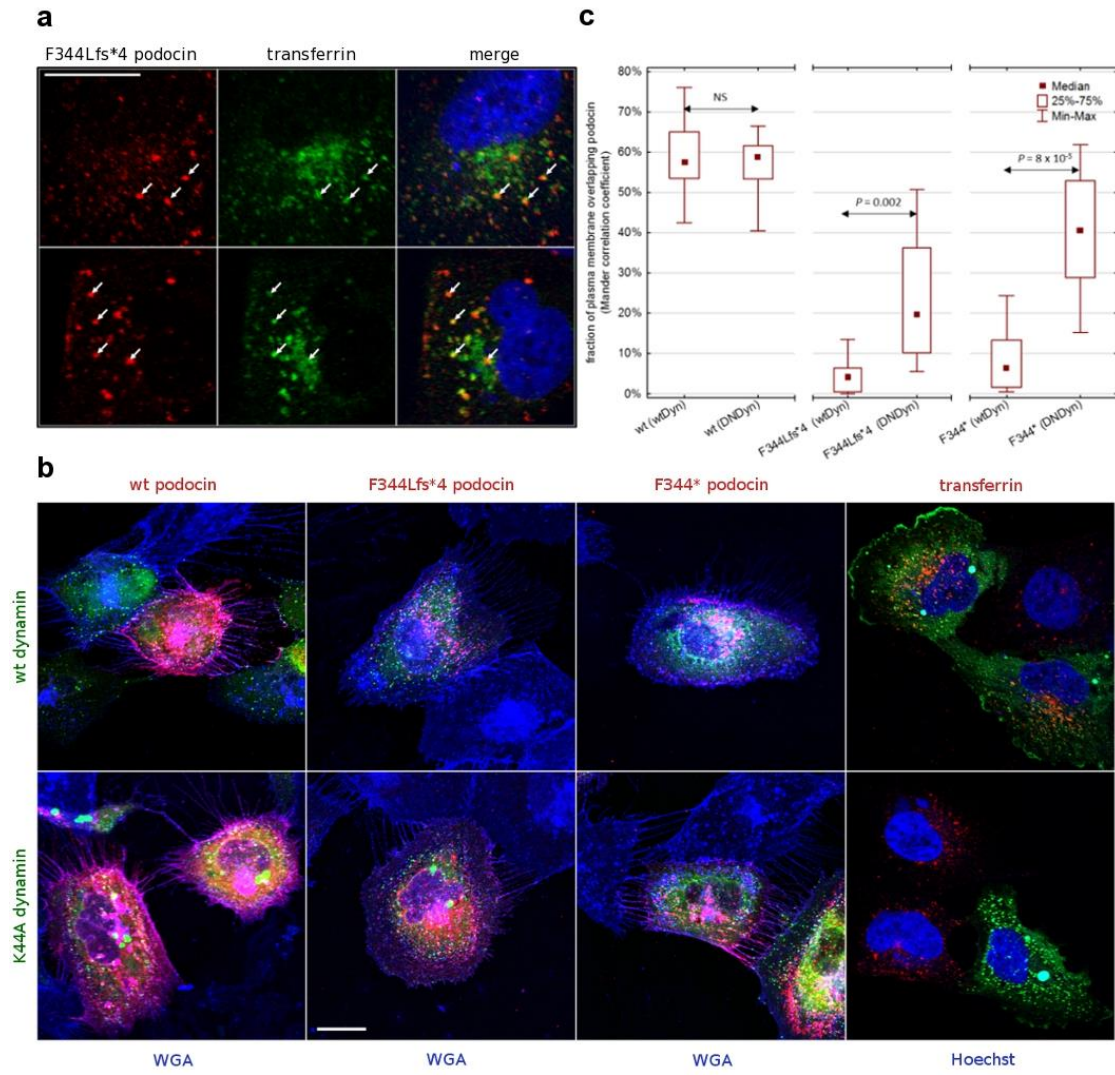 a
F344Lfs*4 podocin
transferrin
merge
c
80%
70%
60%
50%
40%
30%
20%
10%
0%
fraction of plasma membrane overlapping podocin
(Mander correlation coefficient)
NS
P = 0.002
P = 8 x 10-5
Median
25%-75%
Min-Max
wt (wtDyn)
wt (DNDyn)
F344Lfs*4 (wtDyn)
F344Lfs*4 (DNDyn)
F344* (wtDyn)
F344* (DNDyn)
b
wt podocin
F344Lfs*4 podocin
F344* podocin
transferrin
wt dynamin
K44A dynamin
WGA
WGA
WGA
Hoechst